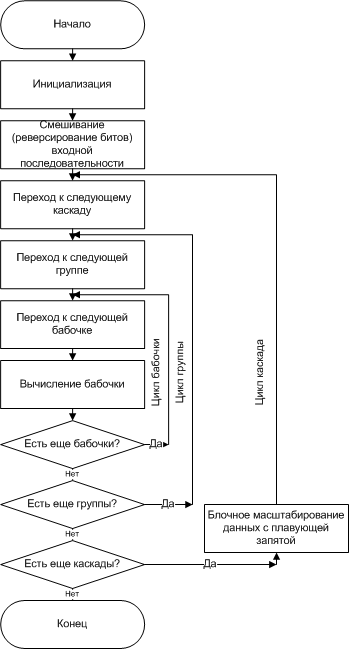 Начало
Инициализация
Смешивание
(реверсирование битов)
входной
последовательности
Переход к следующему
каскаду
Переход к следующей
группе
Переход к следующей
бабочке
Вычисление бабочки
Цикл бабочки
Цикл группы
Цикл каскада
Есть еще бабочки?
Да
Нет
Есть еще группы?
Да
Блочное масштабирование
данных с плавующей
запятой
Нет
Есть еще каскады?
Да
Нет
Конец